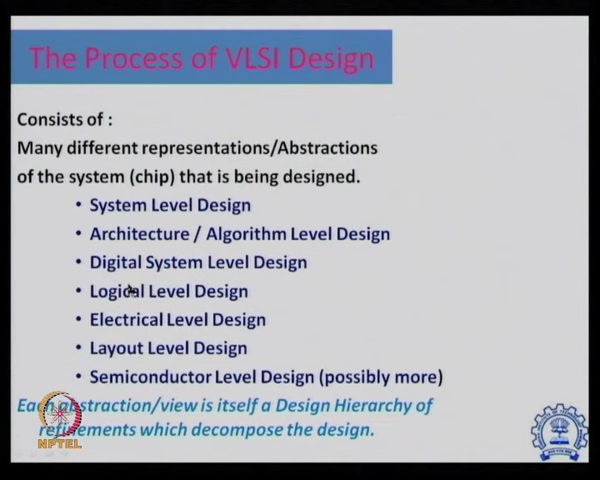 The Process of VLSI Design
Consists of :
Many different representations/Abstractions
of the system (chip) that is being designed.
• System Level Design
• Architecture / Algorithm Level Design
• Digital System Level Design
• Logical Level Design
• Electrical Level Design
• Layout Level Design
• Semiconductor Level Design (possibly more)
Each abstraction/view is itself a Design Hierarchy of
refinements which decompose the design.
NPTEL